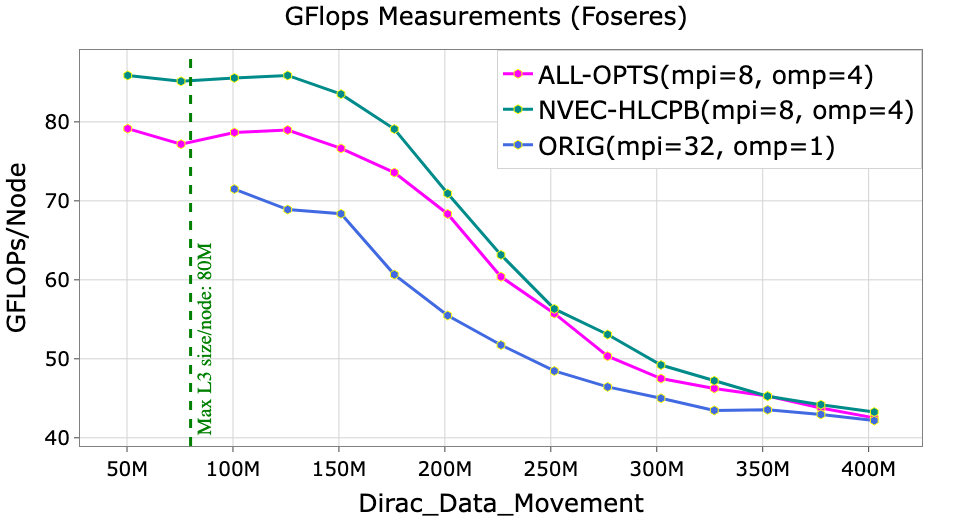 GFlops Measurements (Foseres)
ALL-OPTS(mpi=8, omp=4)
NVEC-HLCPB(mpi=8, omp=4)
ORIG(mpi=32, omp=1)
GFLOPs/Node
80
70
60
50
40
Max L3 size/node: 80M
50M 100M 150M 200M 250M 300M 350M 400M
Dirac_Data_Movement